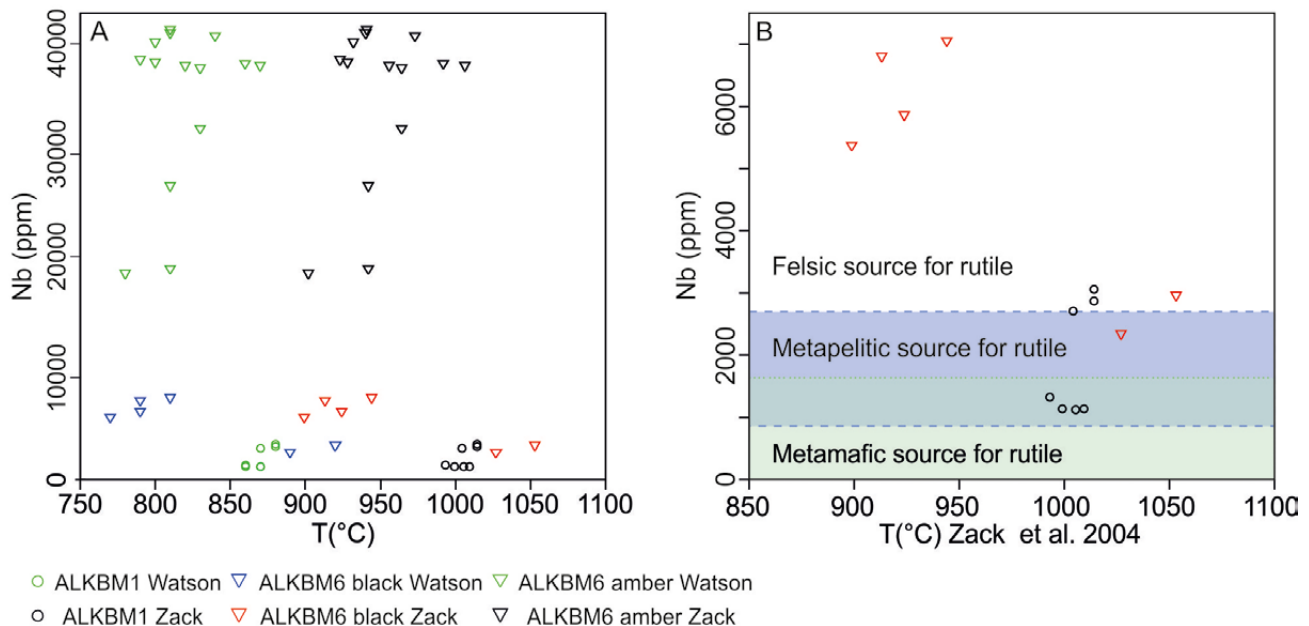 A
Nb (ppm)
40000
30000
20000
10000
0
750 800 850 900 950 1000 1050 1100
T(°C)
B
Nb (ppm)
6000
4000
2000
0
Felsic source for rutile
Metapelitic source for rutile
Metamafic source for rutile
850 900 950 1000 1050 1100
T(°C) Zack et al. 2004
ALKBM1 Watson ALKBM6 black Watson ALKBM6 amber Watson
ALKBM1 Zack ALKBM6 black Zack ALKBM6 amber Zack